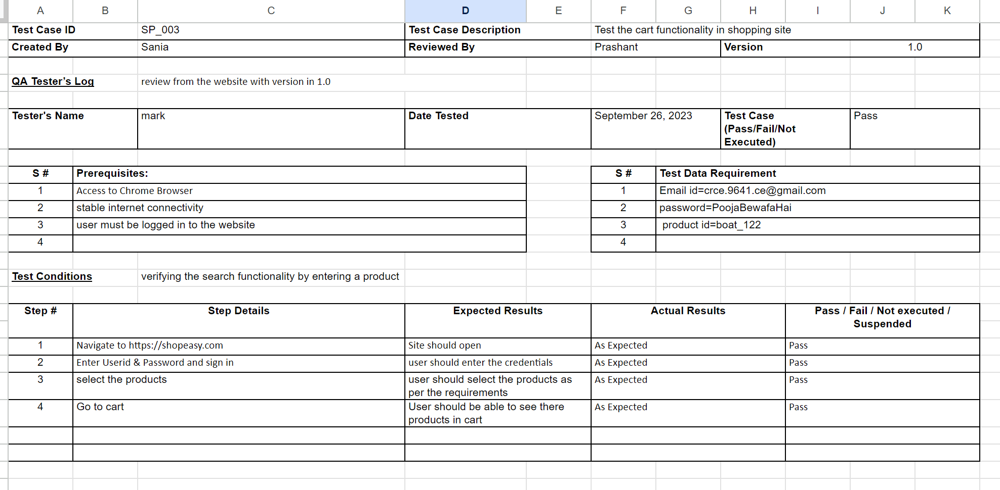 A B C D E F G H I J K
Test Case ID SP_003 Test Case Description Test the cart functionality in shopping site
Created By Sania Reviewed By Prashant Version 1.0
QA Tester’s Log review from the website with version in 1.0
Tester's Name mark Date Tested September 26, 2023 Test Case Pass
(Pass/Fail/Not
Executed)
S # Prerequisites: S # Test Data Requirement
1 Access to Chrome Browser 1 Email id=crce.9641.ce@gmail.com
2 stable internet connectivity 2 password=PoojaBewafaHai
3 user must be logged in to the website 3 product id=boat_122
4 4
Test Conditions verifying the search functionality by entering a product
Step # Step Details Expected Results Actual Results Pass / Fail / Not executed /
Suspended
1 Navigate to https://shopeasy.com Site should open As Expected Pass
2 Enter Userid & Password and sign in user should enter the credentials As Expected Pass
3 select the products user should select the products as As Expected Pass
per the requirements
4 Go to cart User should be able to see there As Expected Pass
products in cart